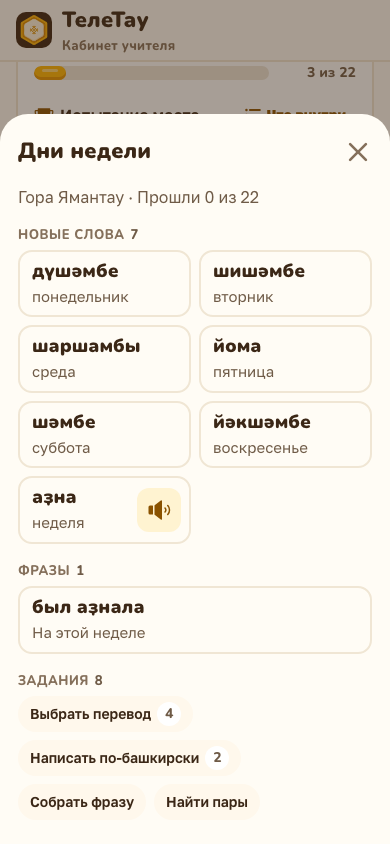 ТелеТау
Кабинет учителя
3 из 22
Дни недели
Гора Ямантау · Прошли 0 из 22
НОВЫЕ СЛОВА 7
дүшәмбе
понедельник
шишәмбе
вторник
шаршамбы
среда
йома
пятница
шәмбе
суббота
йәкшәмбе
воскресенье
аҙна
неделя
ФРАЗЫ 1
был аҙнала
На этой неделе
ЗАДАНИЯ 8
Выбрать перевод 4
Написать по-башкирски 2
Собрать фразу
Найти пары